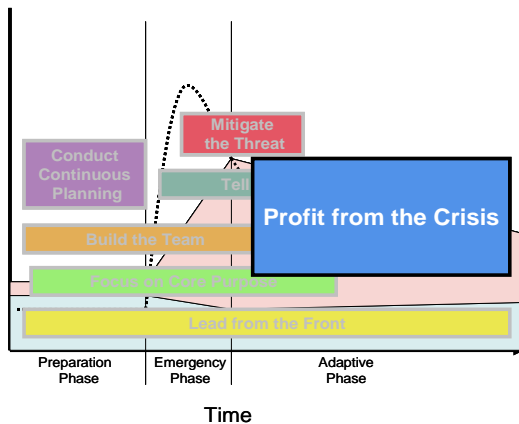 Mitigate
the Threat
Conduct
Continuous
Planning
Tell
Profit from the Crisis
Build the Team
Focus on Core Purpose
Lead from the Front
Preparation
Phase
Emergency
Phase
Adaptive
Phase
Time